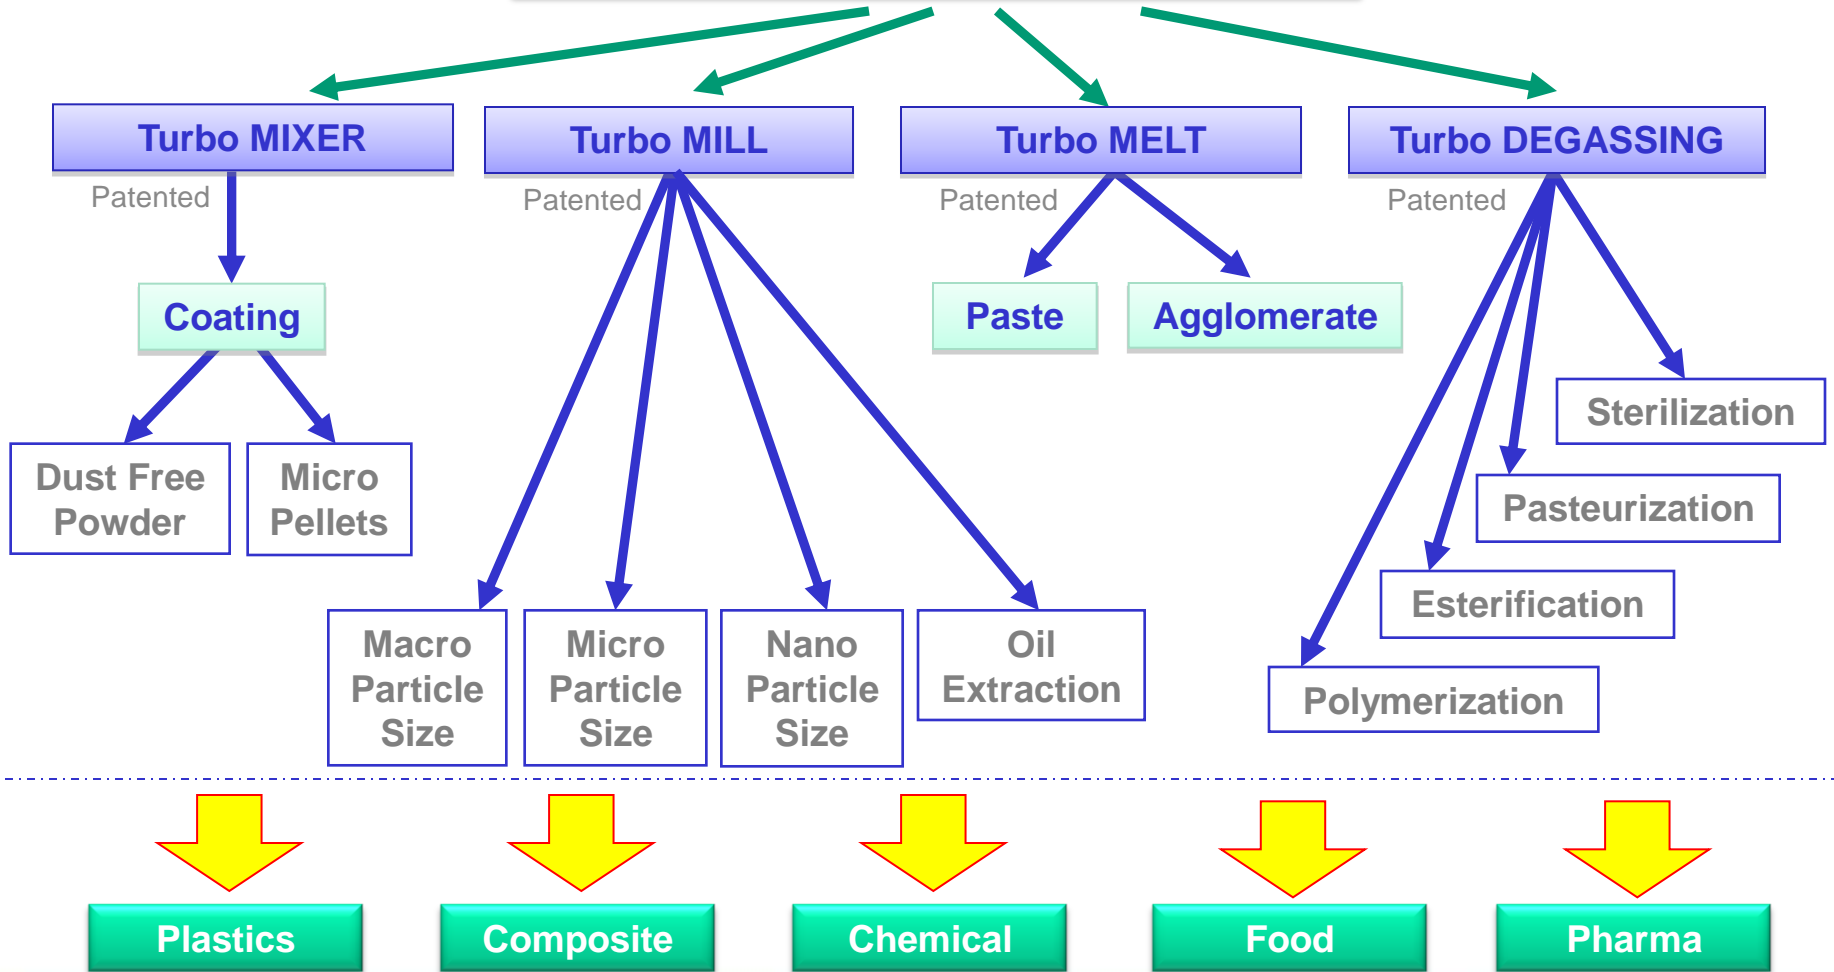 Turbo MIXER
Turbo MILL
Turbo MELT
Turbo DEGASSING
Patented
Patented
Patented
Patented
Coating
Paste
Agglomerate
Sterilization
Dust Free
Powder
Micro
Pellets
Pasteurization
Esterification
Macro
Particle
Size
Micro
Particle
Size
Nano
Particle
Size
Oil
Extraction
Polymerization
Plastics
Composite
Chemical
Food
Pharma